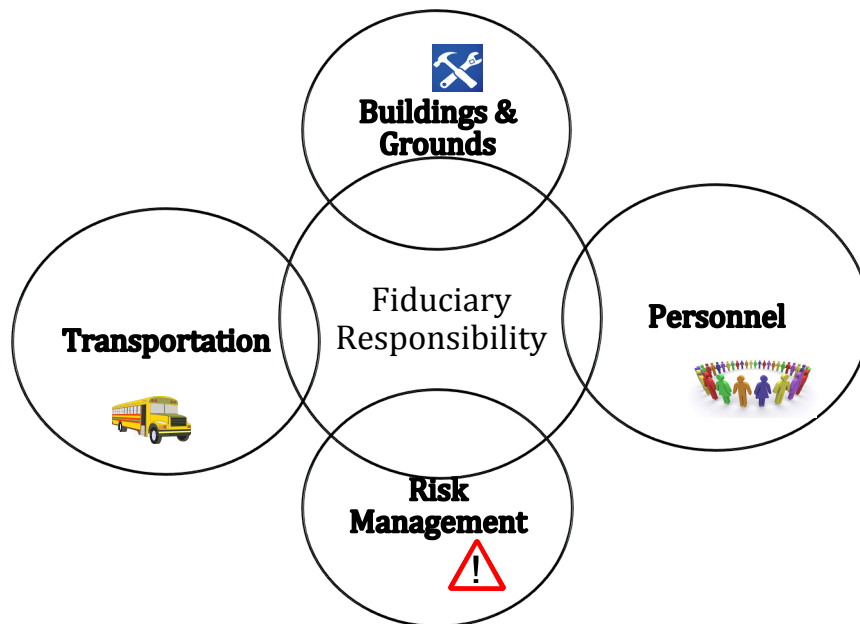 Buildings &
Grounds
Fiduciary
Responsibility
Transportation
Personnel
Risk
Management
!